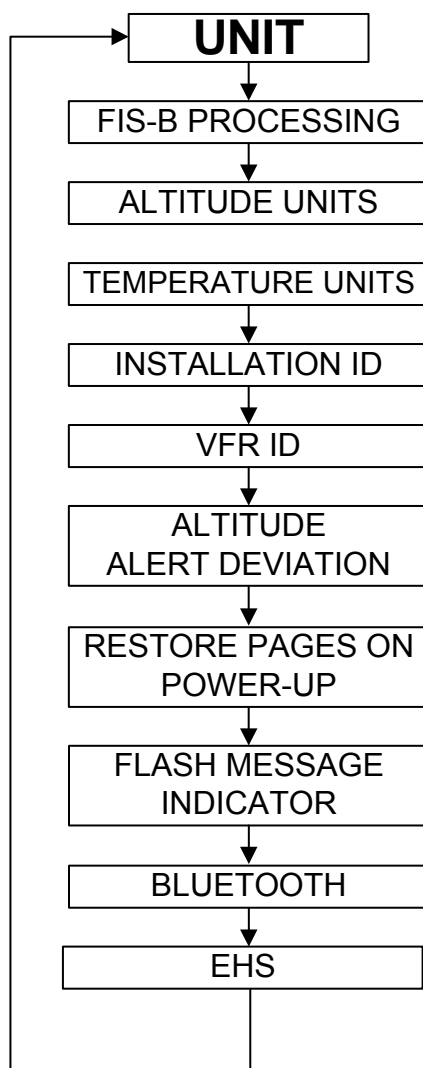 UNIT
FIS-B PROCESSING
ALTITUDE UNITS
TEMPERATURE UNITS
INSTALLATION ID
VFR ID
ALTITUDE
ALERT DEVIATION
RESTORE PAGES ON
POWER-UP
FLASH MESSAGE
INDICATOR
BLUETOOTH
EHS